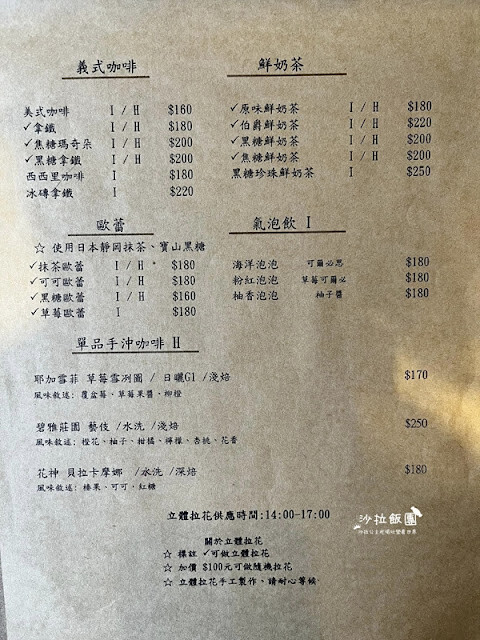 義式咖啡
美式咖啡 I / H $160
✓拿鐵 I / H $180
✓焦糖瑪奇朵 I / H $200
✓黑糖拿鐵 I / H $200
西西里咖啡 I $180
冰磚拿鐵 I $220
鮮奶茶
✓原味鮮奶茶 I / H $180
✓伯爵鮮奶茶 I / H $220
✓黑糖鮮奶茶 I / H $200
✓焦糖鮮奶茶 I / H $200
黑糖珍珠鮮奶茶 I $250
歐蕾
☆ 使用日本靜岡抹茶、寶山黑糖
✓抹茶歐蕾 I / H $180
✓可可歐蕾 I / H $180
✓黑糖歐蕾 I / H $160
✓草莓歐蕾 I $180
氣泡飲 I
海洋泡泡 可爾必思 $180
粉紅泡泡 草莓可爾必 $180
柚香泡泡 柚子醬 $180
單品手沖咖啡 H
耶加雪菲 草莓雪冽圖 / 日曬G1 /淺焙 $170
風味敘述: 覆盆莓、草莓果醬、柳橙
碧雅莊園 藝伎 /水洗 /淺焙 $250
風味敘述: 橙花、柚子、柑橘、檸檬、杏桃、花香
花神 貝拉卡摩娜 /水洗 /深焙 $180
風味敘述: 榛果、可可、紅糖
立體拉花供應時間:14:00-17:00
關於立體拉花
☆ 標註 ✓可做立體拉花
☆ 加價 $100元可做隨機拉花
☆ 立體拉花手工製作、請耐心等候
沙拉飯團